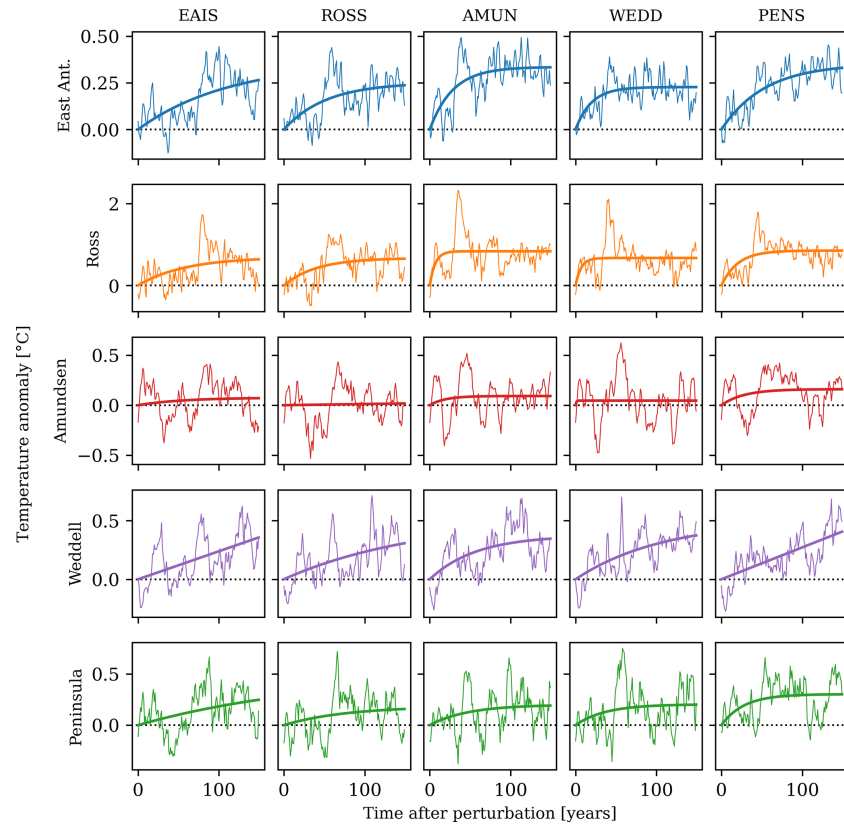 EAIS ROSS AMUN WEDD PENS
Temperature anomaly [°C]
East Ant.
0.50
0.25
0.00
Ross
2
0
Amundsen
0.5
0.0
−0.5
Weddell
0.5
0.0
Peninsula
0.5
0.0
0 100 0 100 0 100 0 100 0 100
Time after perturbation [years]